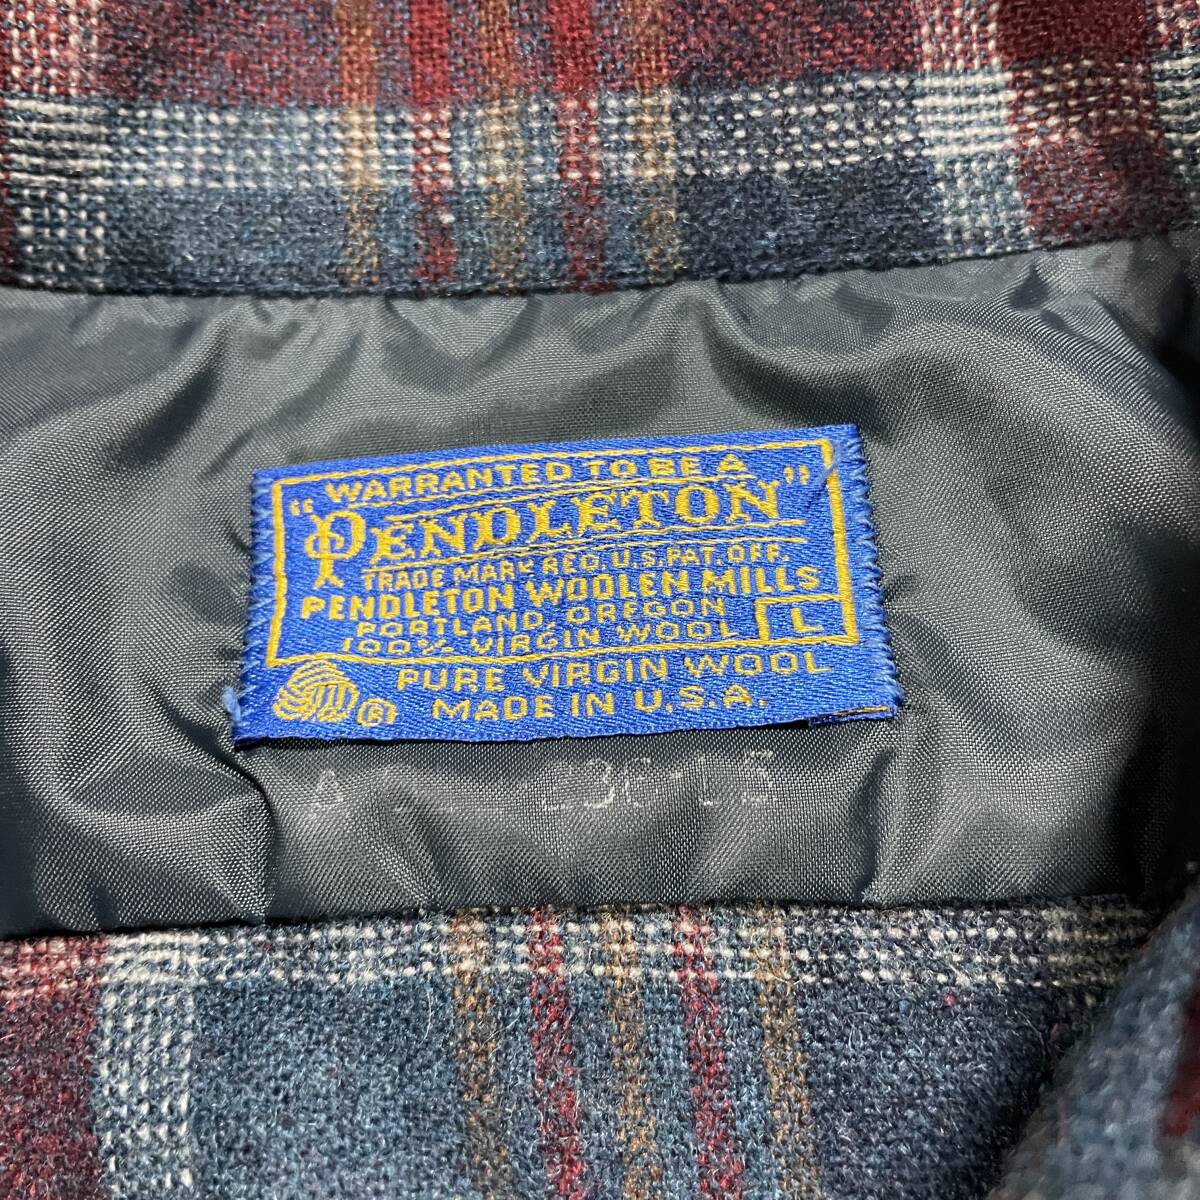 WARRANTED TO BE A
"PENDLETON"
TRADE MARK REG. U.S. PAT. OFF.
PENDLETON WOOLEN MILLS
PORTLAND, OREGON
100% VIRGIN WOOL
L
PURE VIRGIN WOOL
® MADE IN U.S.A.